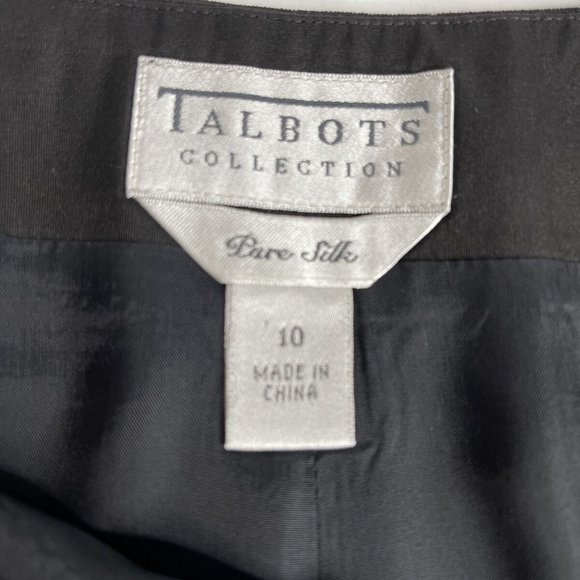 TALBOTS
COLLECTION
Pure Silk
10
MADE IN
CHINA